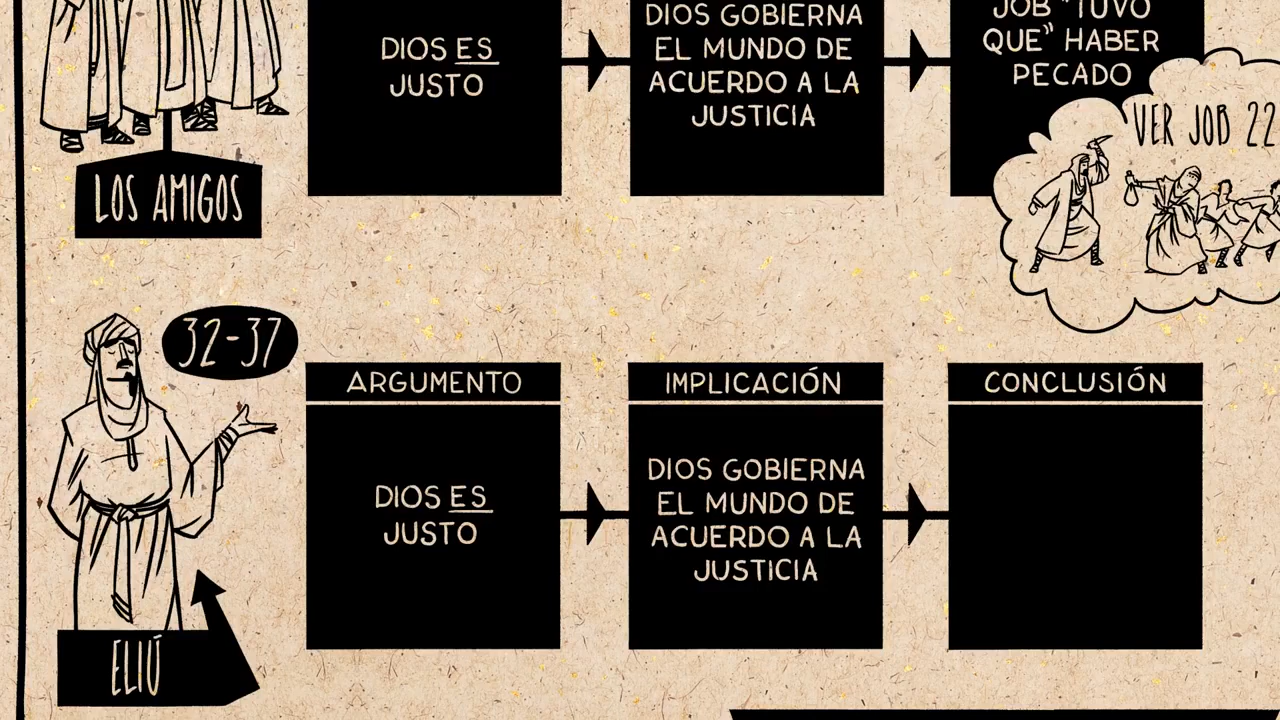 DIOS ES
JUSTO
DIOS GOBIERNA
EL MUNDO DE
ACUERDO A LA
JUSTICIA
JOB "TUVO
QUE" HABER
PECADO
VER JOB 22
LOS AMIGOS
32-37
ELIÚ
ARGUMENTO
DIOS ES
JUSTO
IMPLICACIÓN
DIOS GOBIERNA
EL MUNDO DE
ACUERDO A LA
JUSTICIA
CONCLUSIÓN